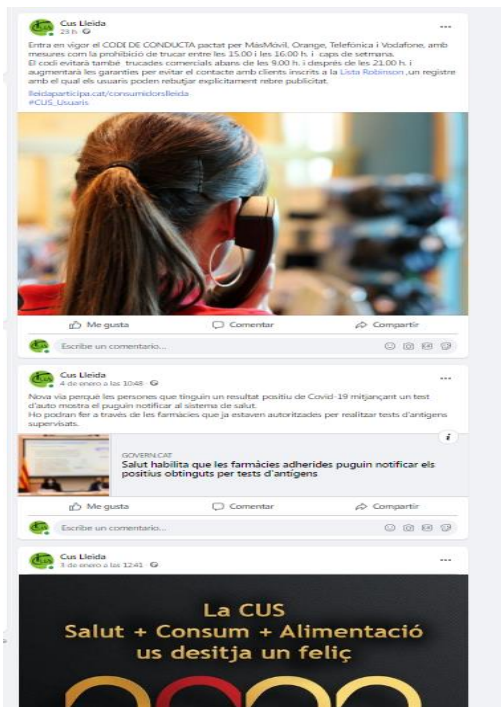 Cus Lleida
23 h
Entra en vigor el CODI DE CONDUCTA pactat per MásMóvil, Orange, Telefónica i Vodafone, amb
mesures com la prohibició de trucar entre les 15.00 i les 16.00 h. i caps de setmana.
El codi evitarà també trucades comercials abans de les 9.00 h. i després de les 21.00 h. i
augmentarà les garanties per evitar el contacte amb clients inscrits a la Lista Robinson ,un registre
amb el qual els usuaris poden rebutjar explícitament rebre publicitat.
lleidaparticipa.cat/consumidorslleida
#CUS_Usuaris
Me gusta
Comentar
Compartir
Escribe un comentario...
Cus Lleida
4 de enero a las 10:48
Nova via perquè les persones que tinguin un resultat positiu de Covid-19 mitjançant un test
d'auto mostra el puguin notificar al sistema de salut.
Ho podran fer a través de les farmàcies que ja estaven autoritzades per realitzar tests d'antígens
supervisats.
GOVERN.CAT
Salut habilita que les farmàcies adherides puguin notificar els
positius obtinguts per tests d'antígens
Me gusta
Comentar
Compartir
Escribe un comentario...
Cus Lleida
3 de enero a las 12:41
La CUS
Salut + Consum + Alimentació
us desitja un feliç